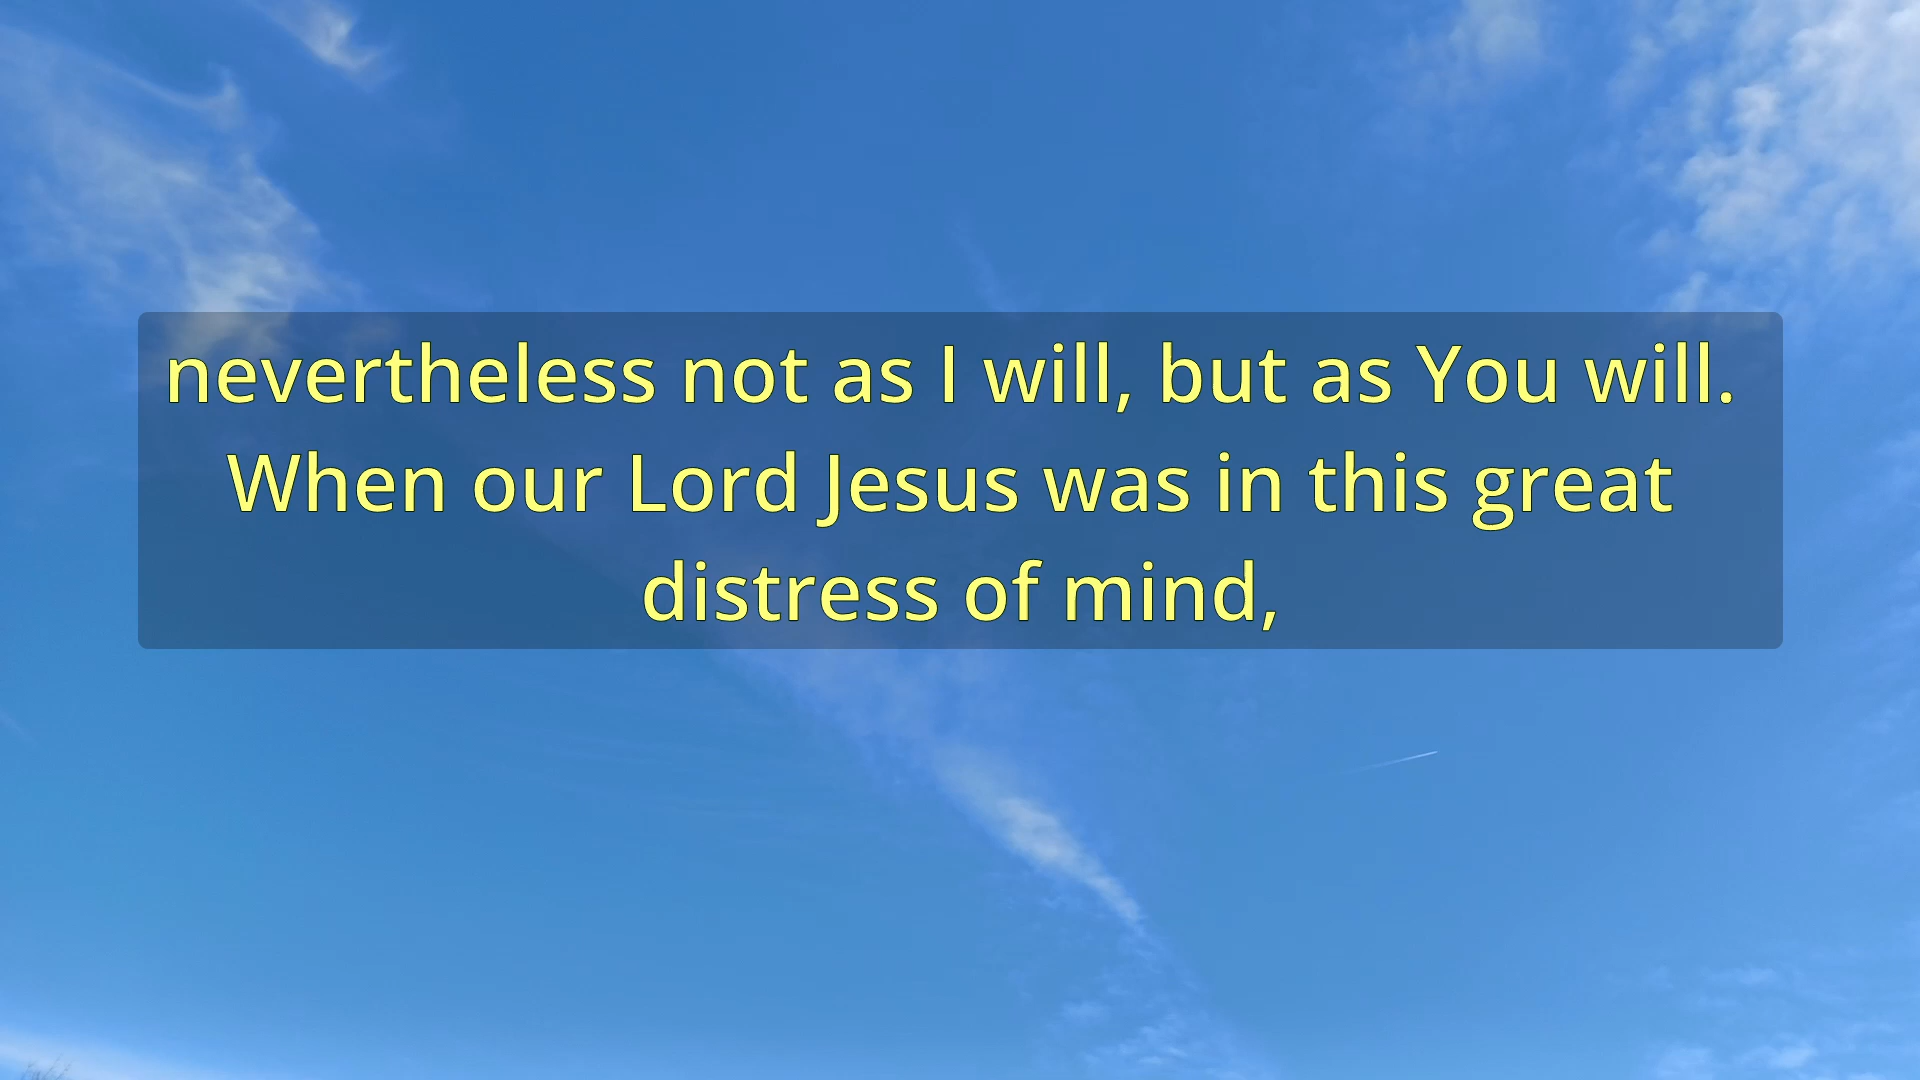 nevertheless not as I will, but as You will.
When our Lord Jesus was in this great
distress of mind,